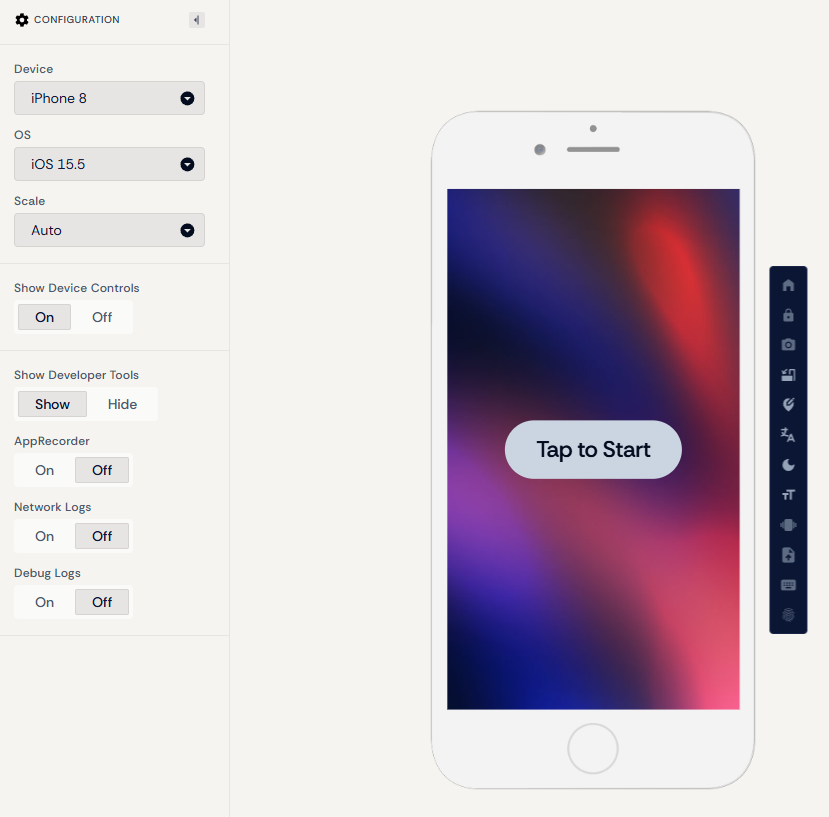 CONFIGURATION
Device
iPhone 8
OS
iOS 15.5
Scale
Auto
Show Device Controls
On Off
Show Developer Tools
Show Hide
AppRecorder
On Off
Network Logs
On Off
Debug Logs
On Off
Tap to Start